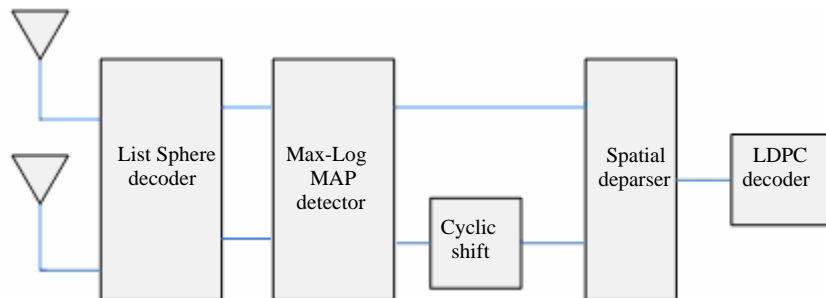 List Sphere
decoder
Max-Log
MAP
detector
Cyclic
shift
Spatial
deparser
LDPC
decoder